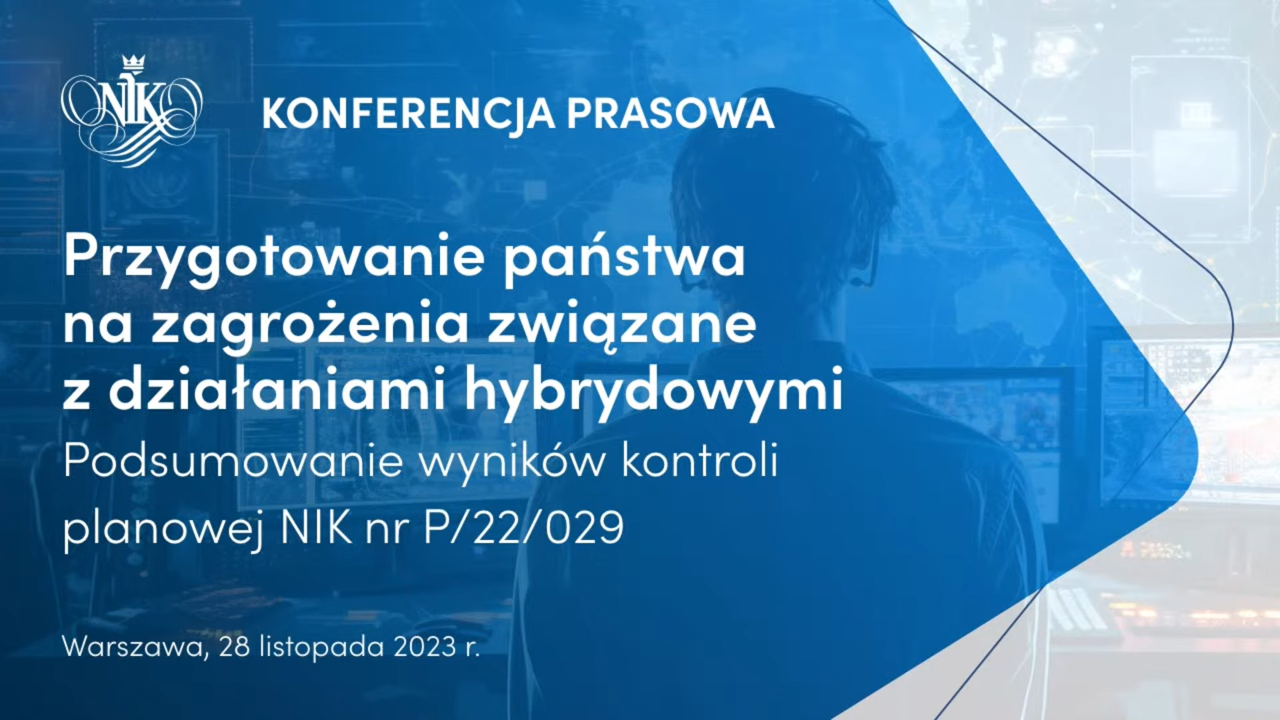 NIK
KONFERENCJA PRASOWA
Przygotowanie państwa
na zagrożenia związane
z działaniami hybrydowymi
Podsumowanie wyników kontroli
planowej NIK nr P/22/029
Warszawa, 28 listopada 2023 r.